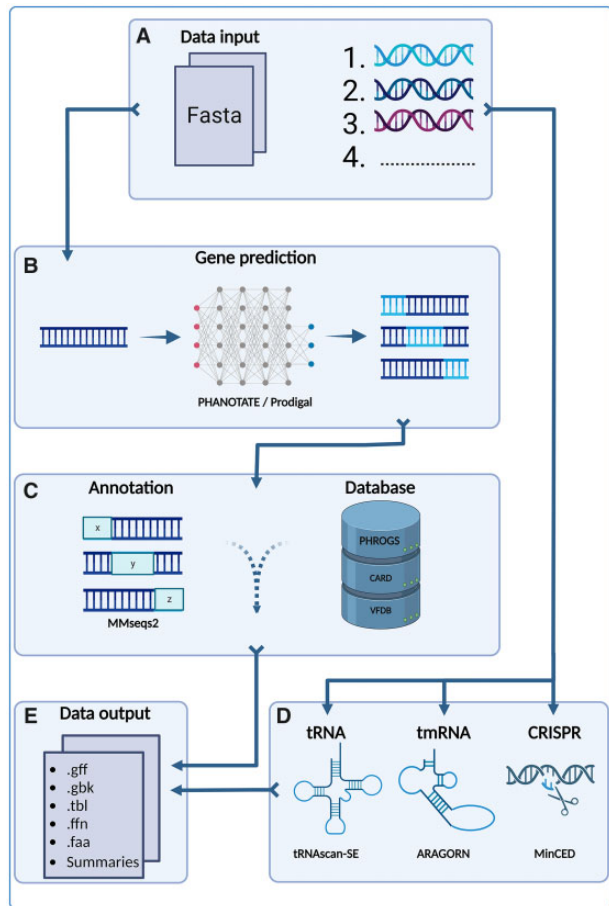 A
Data input
Fasta
1.
2.
3.
4. ....................
B
Gene prediction
PHANOTATE / Prodigal
C
Annotation
Database
x
y
z
MMseqs2
PHROGS
CARD
VFDB
E
Data output
• .gff
• .gbk
• .tbl
• .ffn
• .faa
• Summaries
D
tRNA
tmRNA
CRISPR
tRNAscan-SE
ARAGORN
MinCED